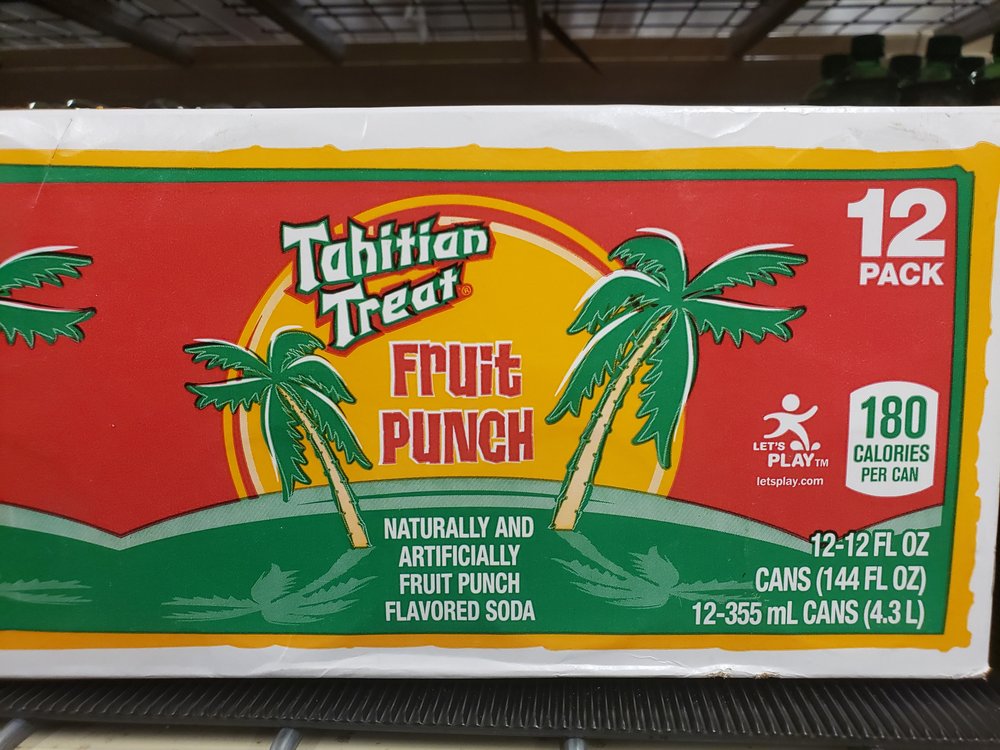 Tahitian
Treat®
Fruit
PUNCH
NATURALLY AND
ARTIFICIALLY
FRUIT PUNCH
FLAVORED SODA
12
PACK
LET'S
PLAY™
letsplay.com
180
CALORIES
PER CAN
12-12 FL OZ
CANS (144 FL OZ)
12-355 mL CANS (4.3 L)